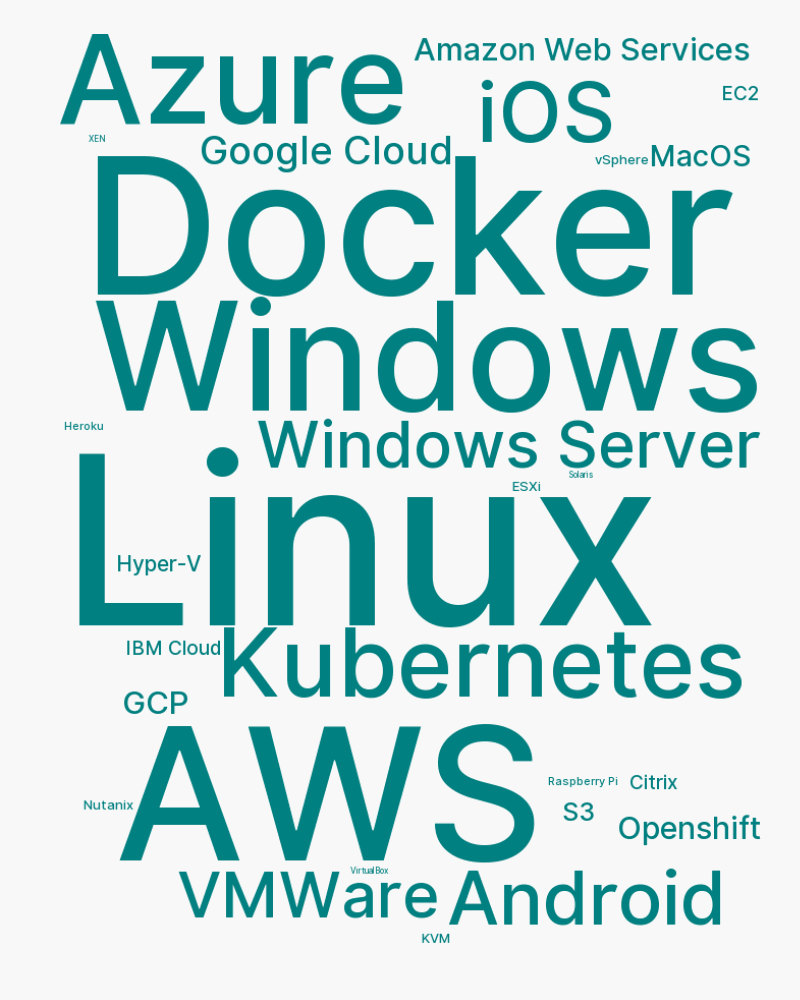 Azure
Amazon Web Services
iOS
EC2
XEN
Google Cloud
vSphere
MacOS
Docker
Windows
Heroku
Windows Server
Solaris
ESXi
Linux
Hyper-V
IBM Cloud
Kubernetes
GCP
AWS
Raspberry Pi
Citrix
Nutanix
S3
Openshift
VirtualBox
VMWare
Android
KVM